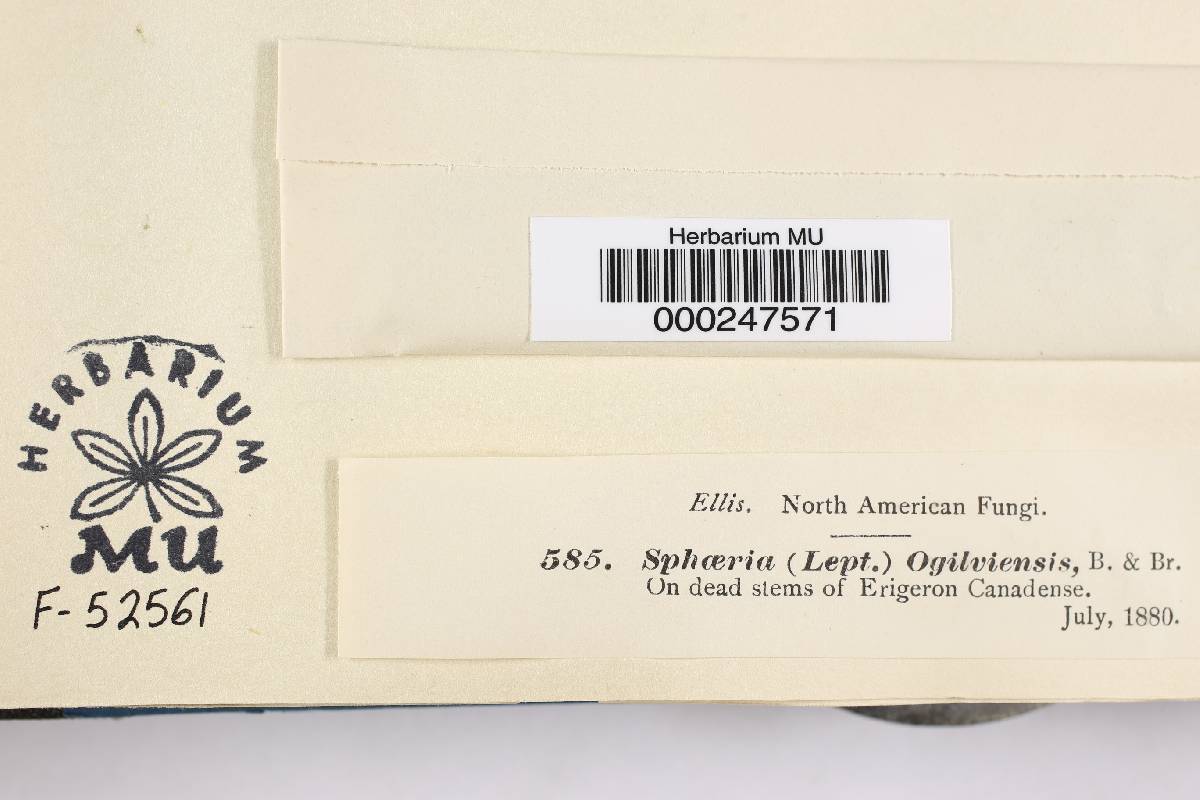 Herbarium MU
000247571
HERBARIUM
MU
F-52561
Ellis. North American Fungi.
585. Sphæria (Lept.) Ogilviensis, B. & Br.
On dead stems of Erigeron Canadense.
July, 1880.